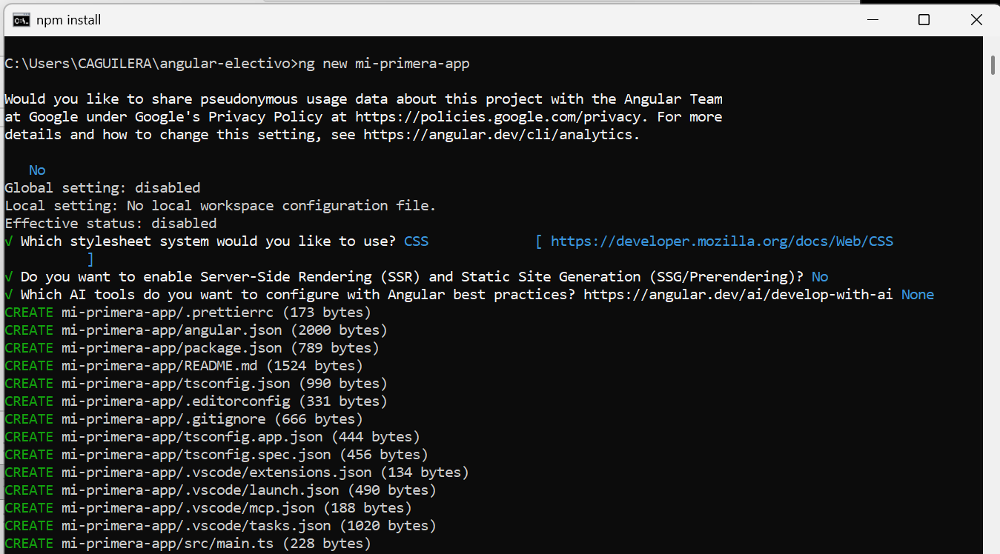 npm install
C:\Users\CAGUILERA\angular-electivo>ng new mi-primera-app
Would you like to share pseudonymous usage data about this project with the Angular Team
at Google under Google's Privacy Policy at https://policies.google.com/privacy. For more
details and how to change this setting, see https://angular.dev/cli/analytics.
No
Global setting: disabled
Local setting: No local workspace configuration file.
Effective status: disabled
√ Which stylesheet system would you like to use? CSS [ https://developer.mozilla.org/docs/Web/CSS
]
√ Do you want to enable Server-Side Rendering (SSR) and Static Site Generation (SSG/Prerendering)? No
√ Which AI tools do you want to configure with Angular best practices? https://angular.dev/ai/develop-with-ai None
CREATE mi-primera-app/.prettierrc (173 bytes)
CREATE mi-primera-app/angular.json (2000 bytes)
CREATE mi-primera-app/package.json (789 bytes)
CREATE mi-primera-app/README.md (1524 bytes)
CREATE mi-primera-app/tsconfig.json (990 bytes)
CREATE mi-primera-app/.editorconfig (331 bytes)
CREATE mi-primera-app/.gitignore (666 bytes)
CREATE mi-primera-app/tsconfig.app.json (444 bytes)
CREATE mi-primera-app/tsconfig.spec.json (456 bytes)
CREATE mi-primera-app/.vscode/extensions.json (134 bytes)
CREATE mi-primera-app/.vscode/launch.json (490 bytes)
CREATE mi-primera-app/.vscode/mcp.json (188 bytes)
CREATE mi-primera-app/.vscode/tasks.json (1020 bytes)
CREATE mi-primera-app/src/main.ts (228 bytes)